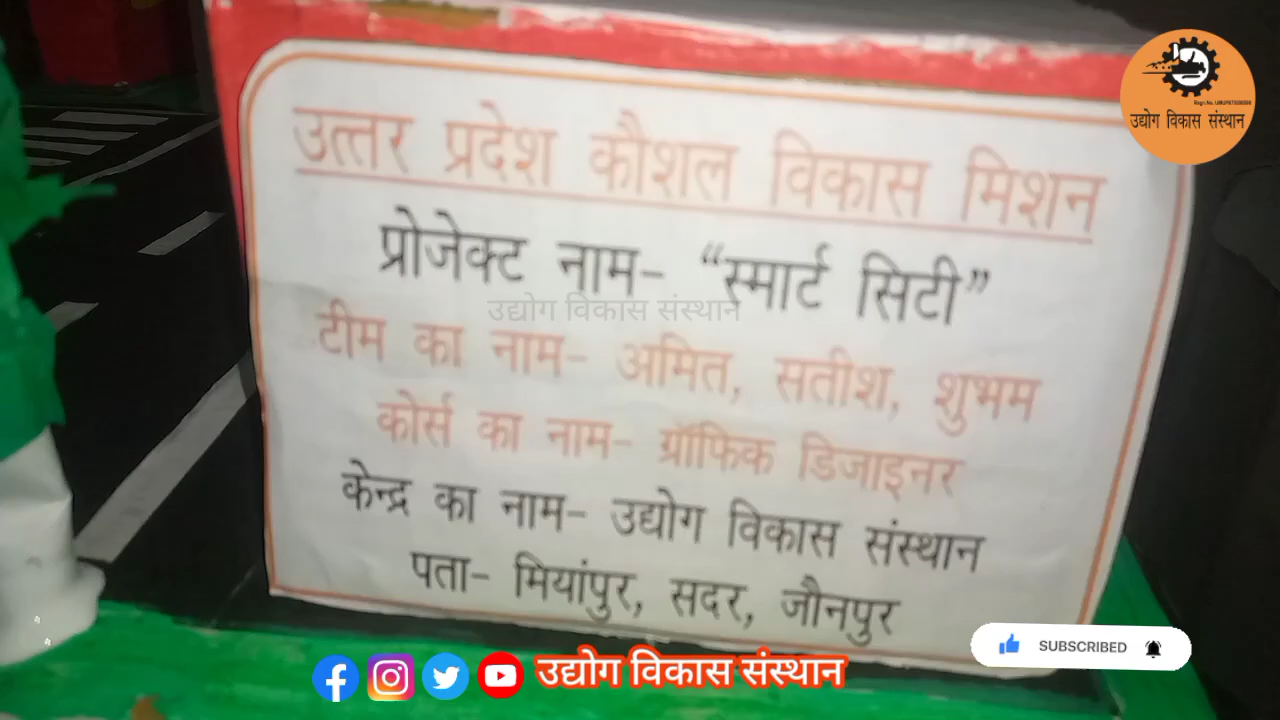 उत्तर प्रदेश कौशल विकास मिशन
प्रोजेक्ट नाम- “स्मार्ट सिटी”
उद्योग विकास संस्थान
टीम का नाम- अमित, सतीश, शुभम
कोर्स का नाम- ग्रॉफिक डिजाइनर
केन्द्र का नाम- उद्योग विकास संस्थान
पता- मियांपुर, सदर, जौनपुर
उद्योग विकास संस्थान
SUBSCRIBED
उद्योग विकास संस्थान